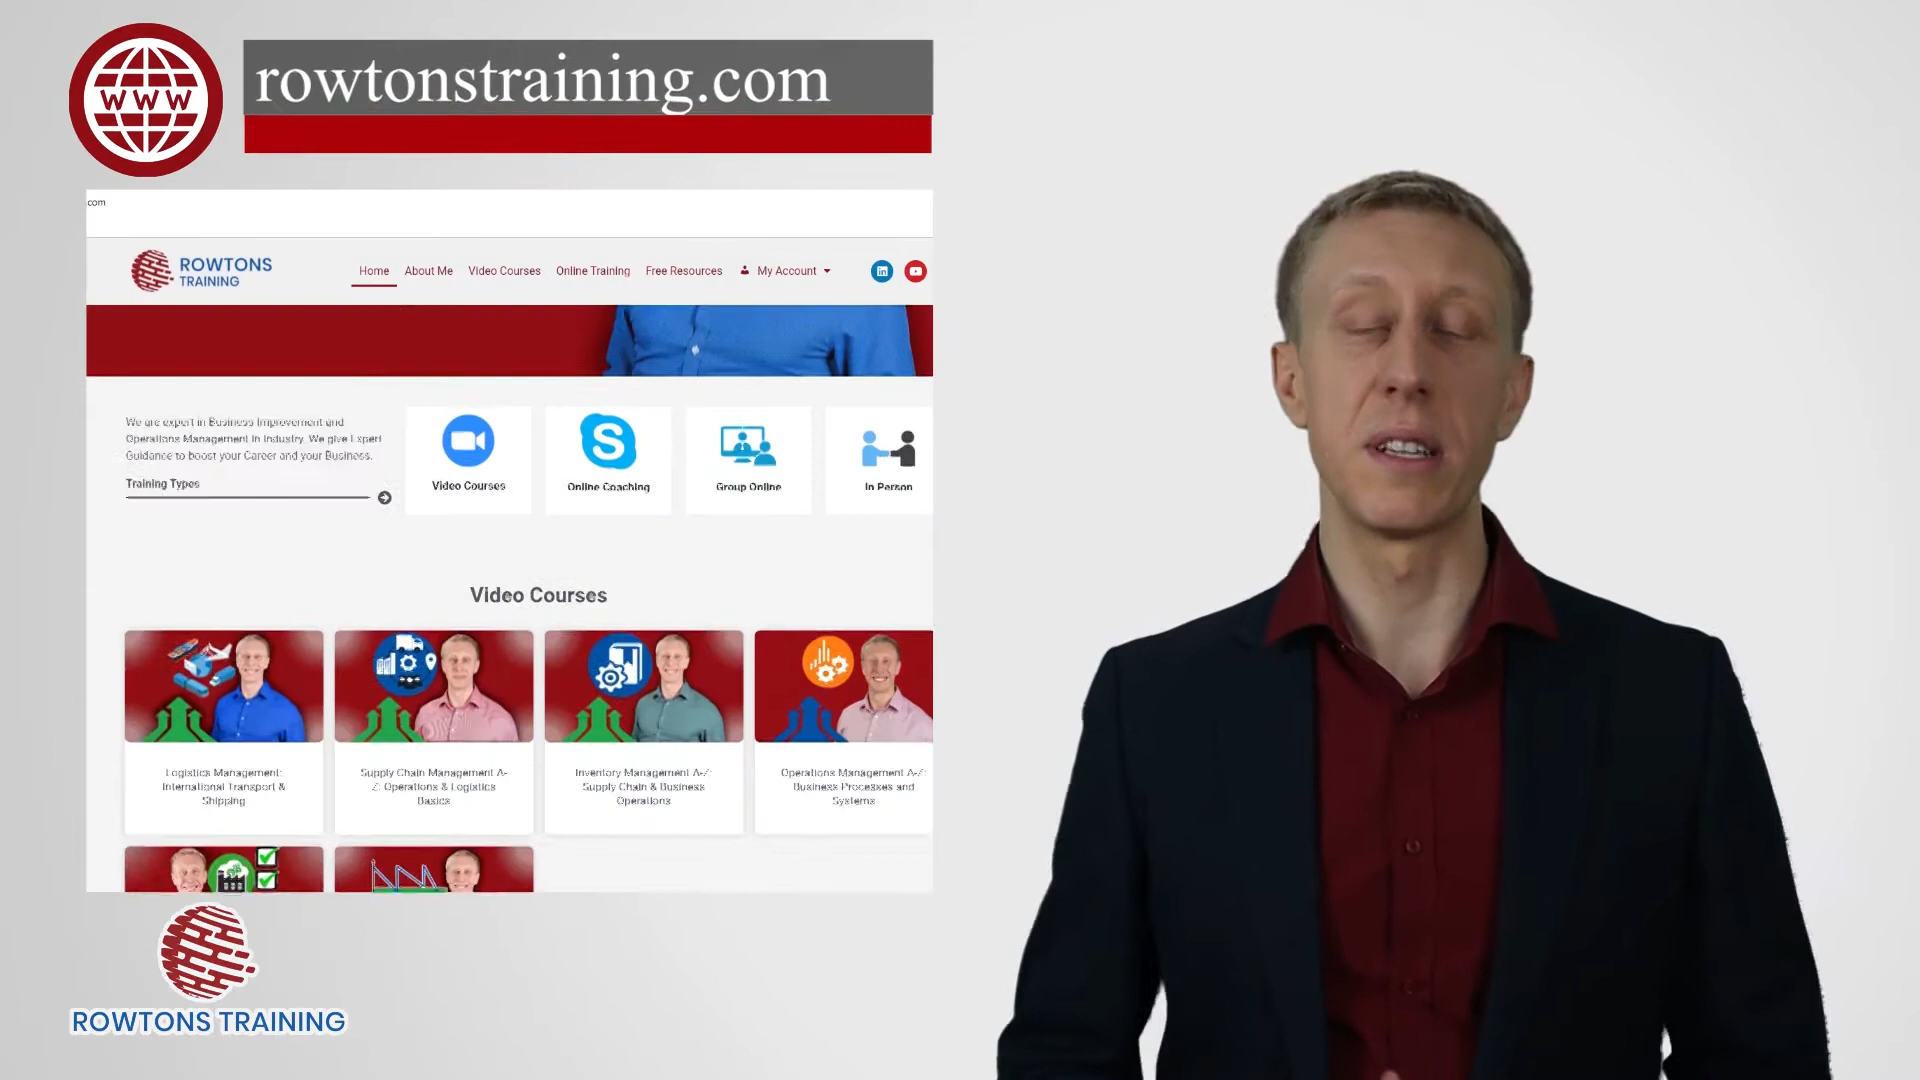 WWW
rowtonstraining.com
.com
ROWTONS
TRAINING
Home
About Me
Video Courses
Online Training
Free Resources
My Account
in
We are expert in Business Improvement and
Operations Management in Industry. We give Expert
Guidance to boost your Career and your Business.
Training Types
Video Courses
Online Coaching
Group Online
In Person
Video Courses
Logistics Management:
International Transport &
Shipping
Supply Chain Management A-
Z: Operations & Logistics
Basics
Inventory Management A-Z:
Supply Chain & Business
Operations
Operations Management A-Z:
Business Processes and
Systems
ROWTONS TRAINING